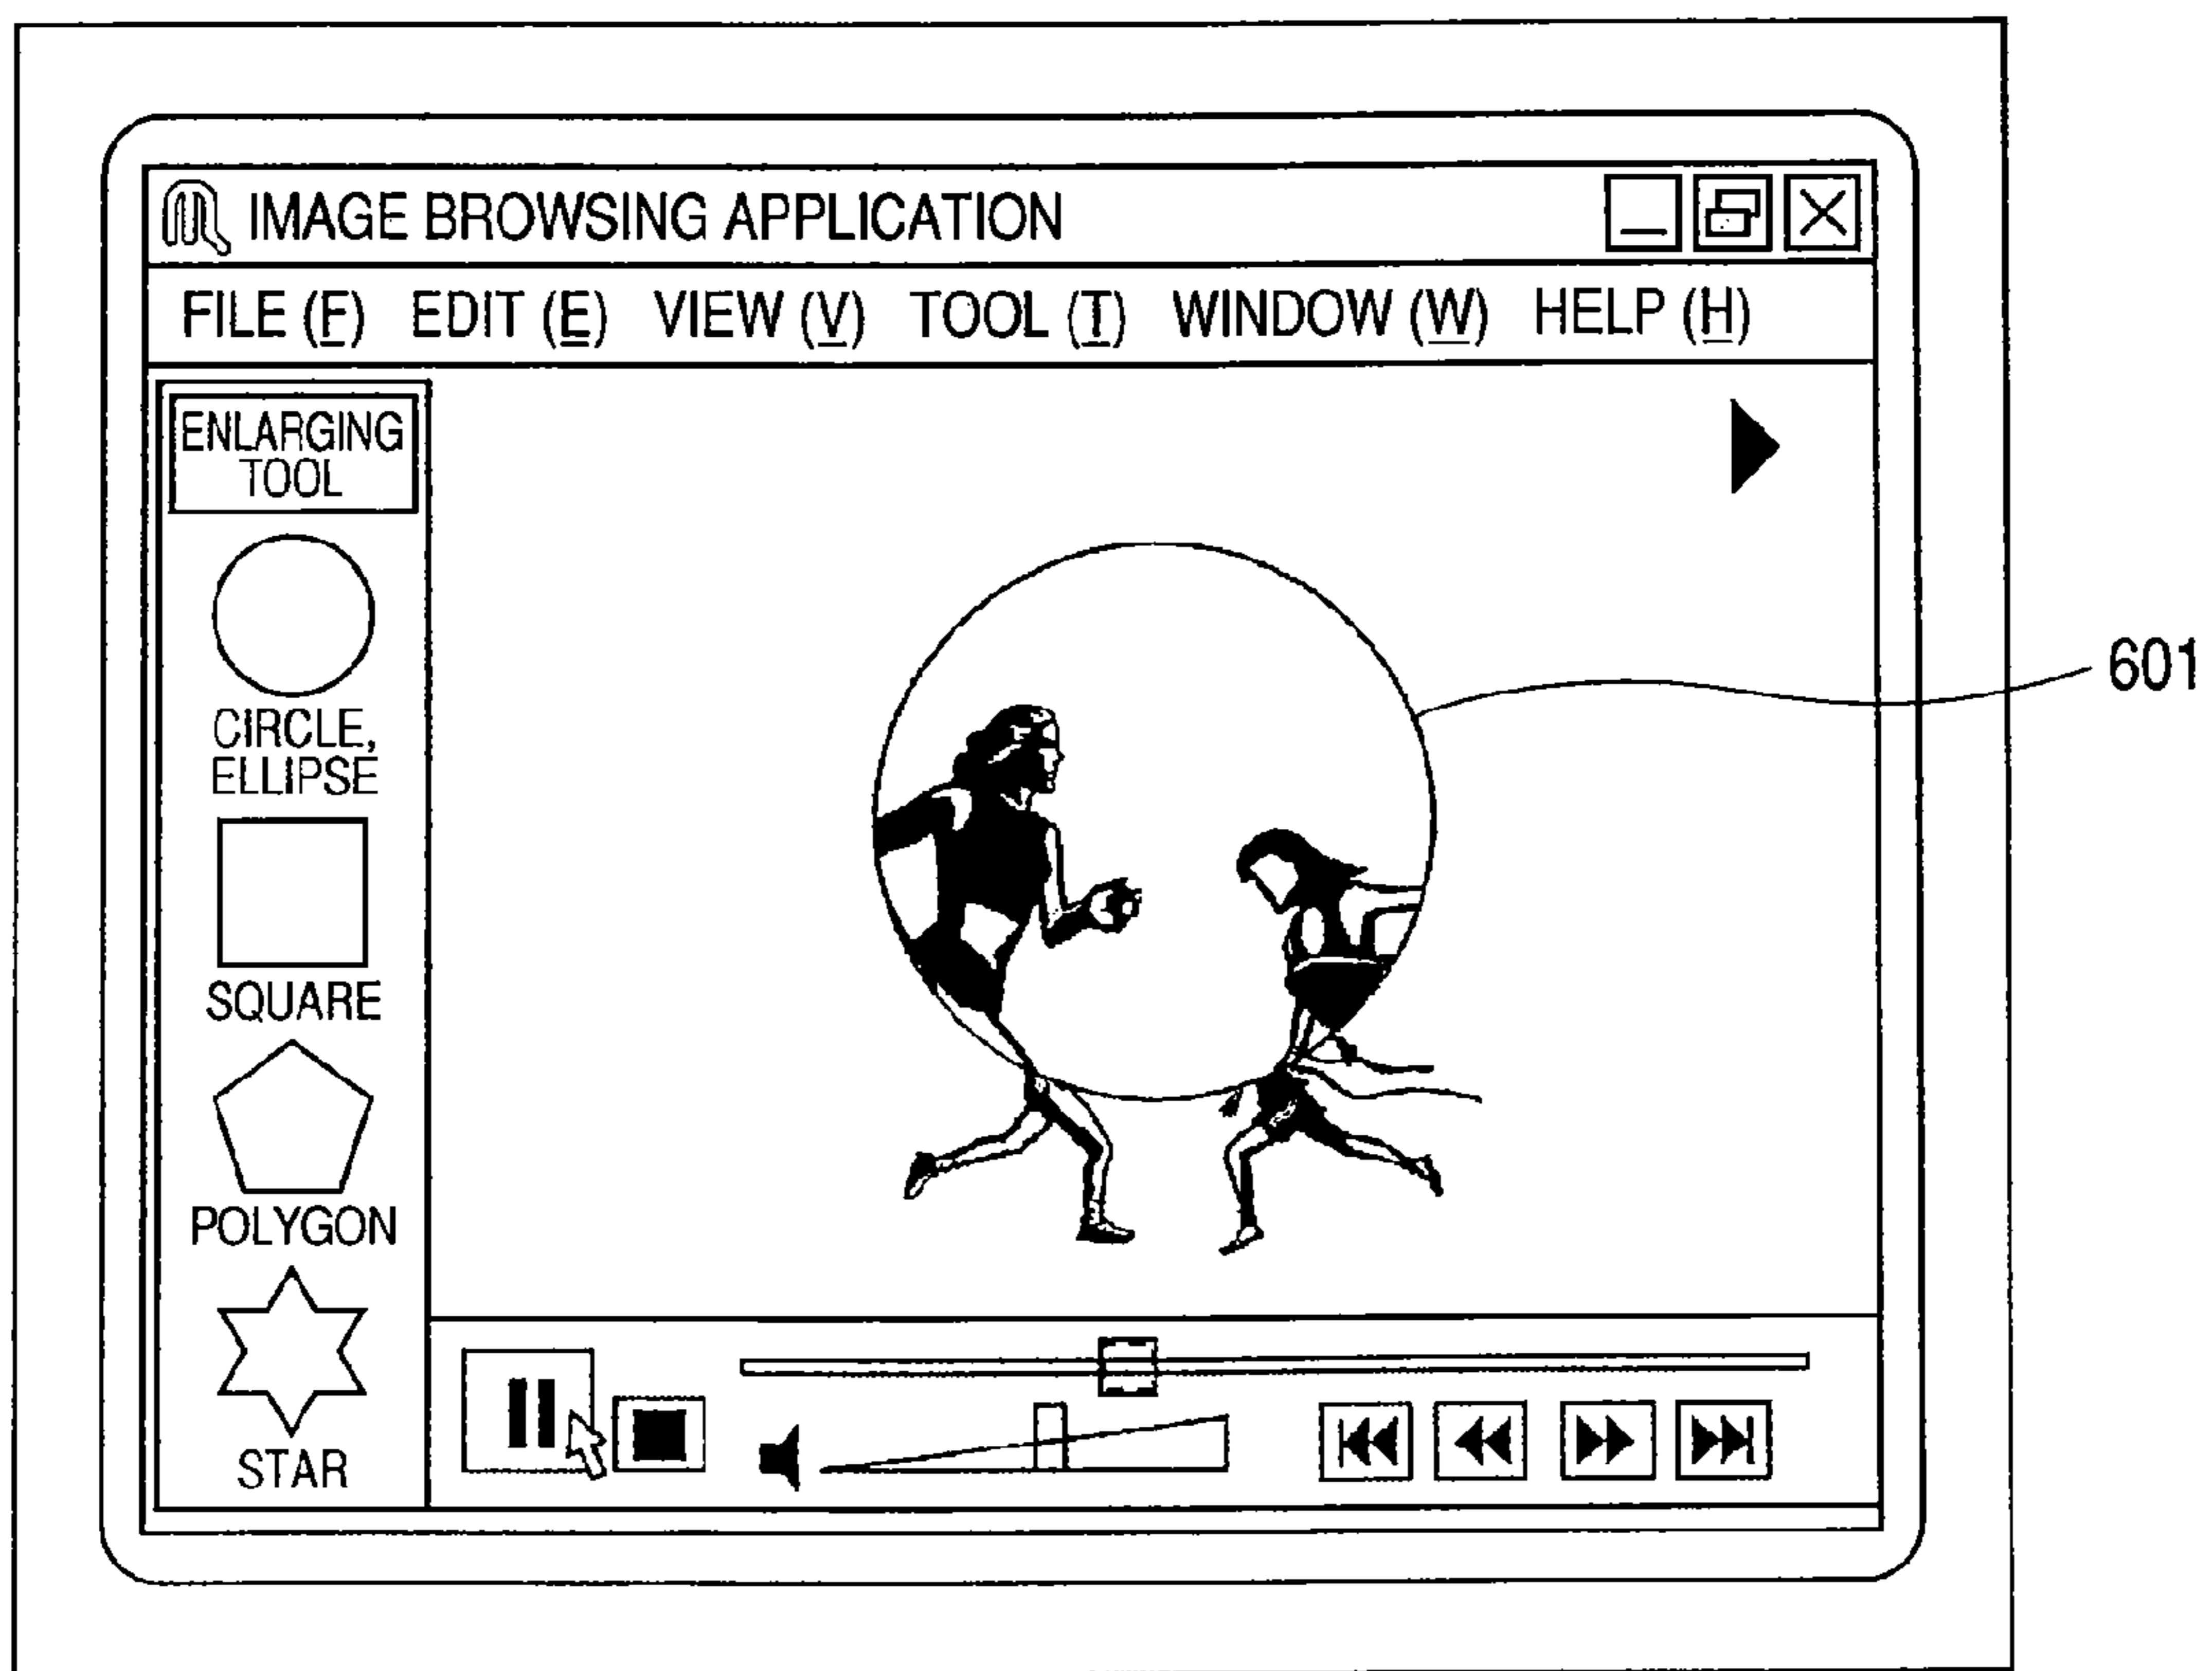 IMAGE BROWSING APPLICATION
FILE (F) EDIT (E) VIEW (V) TOOL (T) WINDOW (W) HELP (H)
ENLARGING
TOOL
CIRCLE,
ELLIPSE
SQUARE
POLYGON
STAR
601